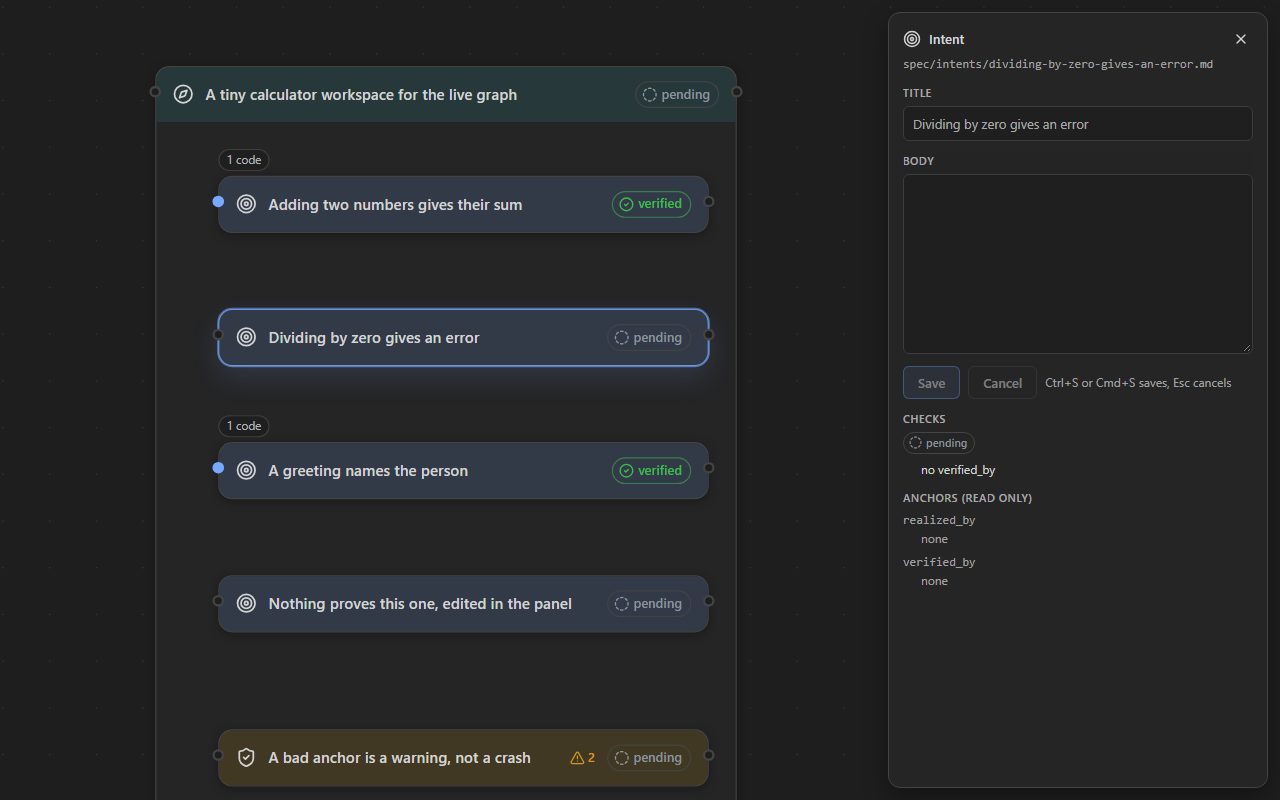 A tiny calculator workspace for the live graph
pending
1 code
Adding two numbers gives their sum
verified
Dividing by zero gives an error
pending
1 code
A greeting names the person
verified
Nothing proves this one, edited in the panel
pending
A bad anchor is a warning, not a crash
2
pending
Intent
spec/intents/dividing-by-zero-gives-an-error.md
TITLE
Dividing by zero gives an error
BODY
Save
Cancel
Ctrl+S or Cmd+S saves, Esc cancels
CHECKS
pending
no verified_by
ANCHORS (READ ONLY)
realized_by
none
verified_by
none